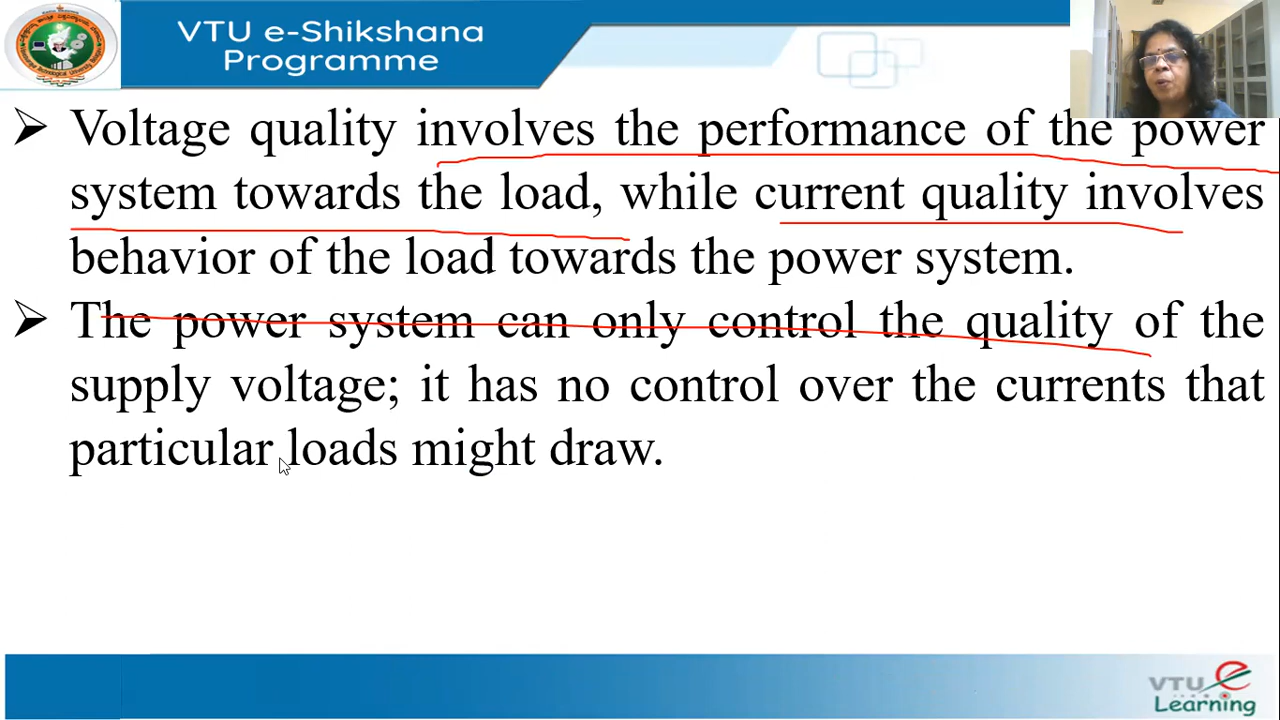 VTU e-Shikshana
Programme
➢ Voltage quality involves the performance of the power
system towards the load, while current quality involves
behavior of the load towards the power system.
➢ The power system can only control the quality of the
supply voltage; it has no control over the currents that
particular loads might draw.
VTU e
Learning